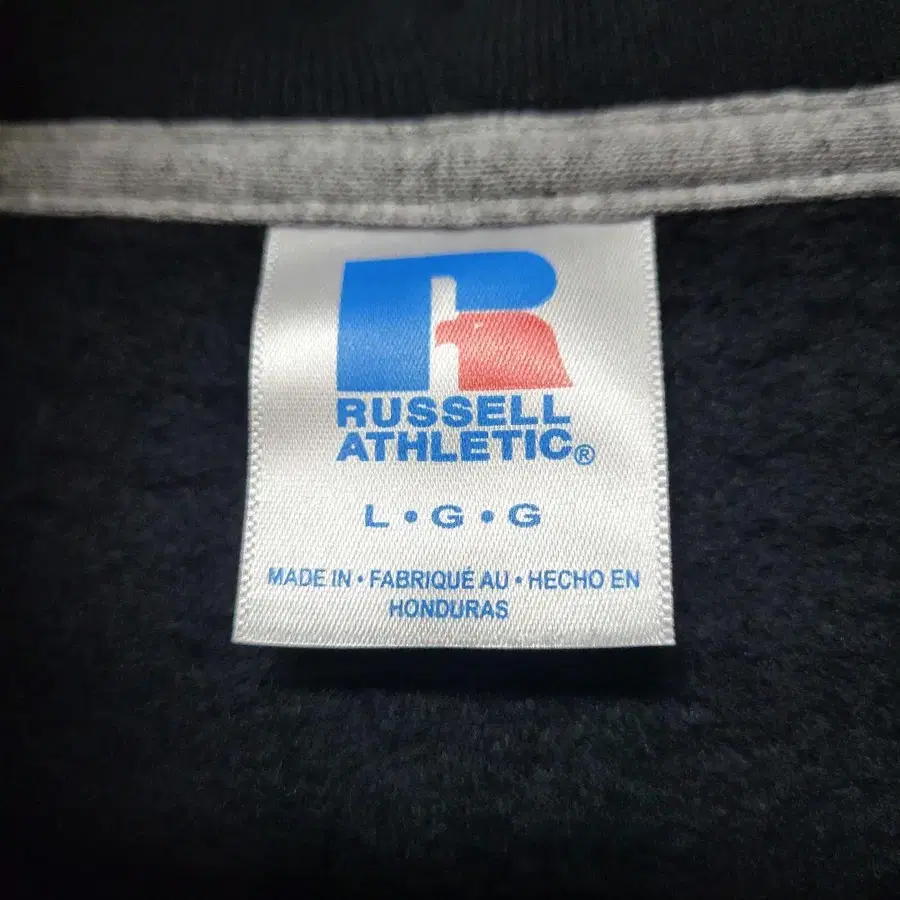 RUSSELL
ATHLETIC®
L • G • G
MADE IN • FABRIQUÉ AU • HECHO EN
HONDURAS